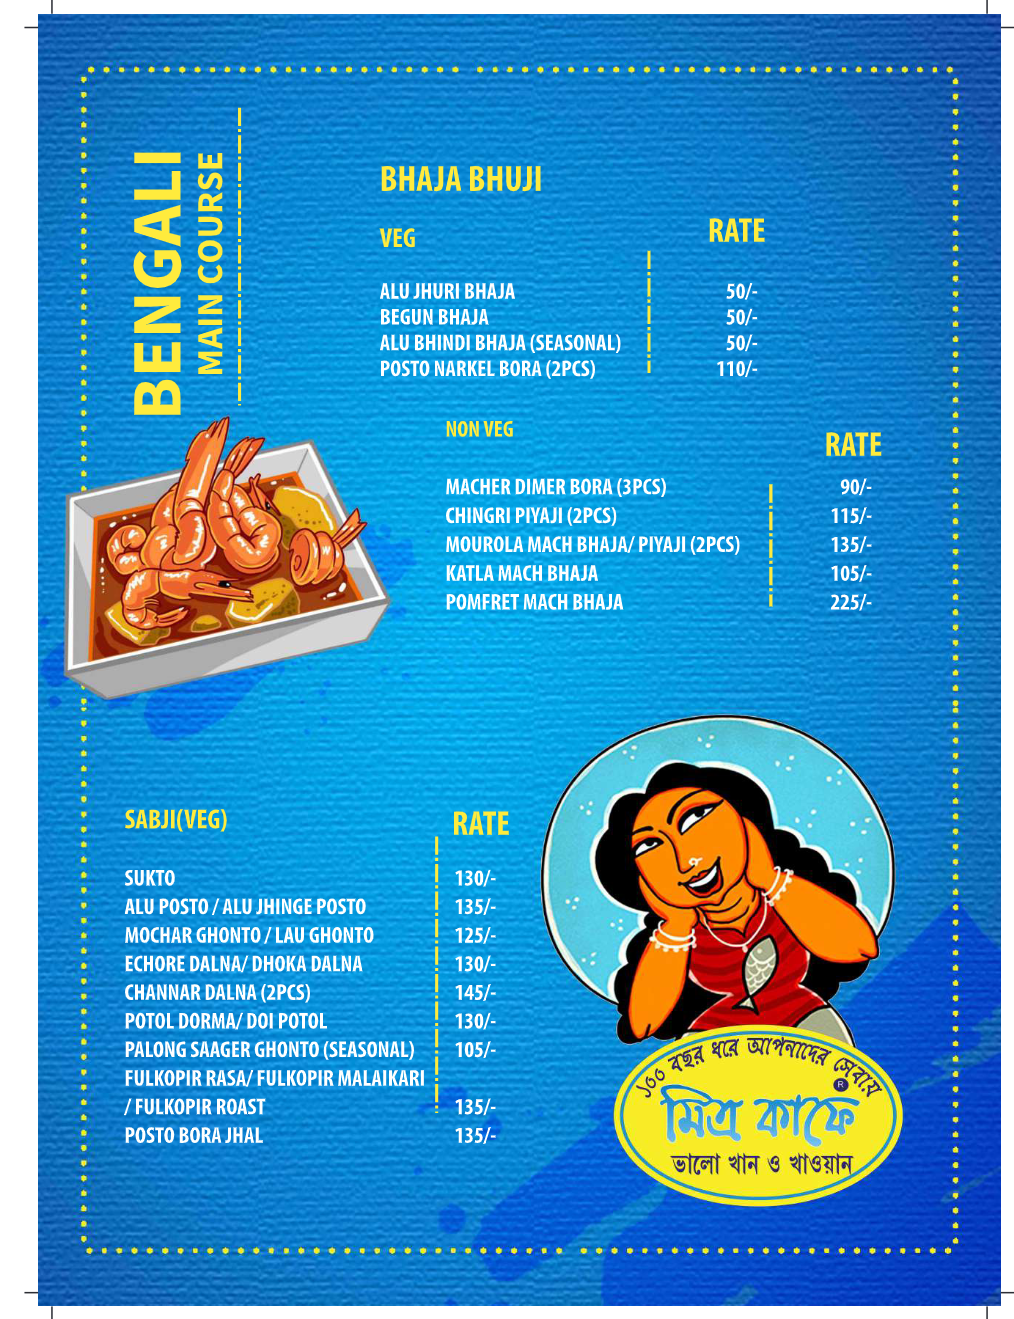 BENGALI
MAIN COURSE
BHAJA BHUJI
VEG RATE
ALU JHURI BHAJA 50/-
BEGUN BHAJA 50/-
ALU BHINDI BHAJA (SEASONAL) 50/-
POSTO NARKEL BORA (2PCS) 110/-
NON VEG RATE
MACHER DIMER BORA (3PCS) 90/-
CHINGRI PIYAJI (2PCS) 115/-
MOUROLA MACH BHAJA/ PIYAJI (2PCS) 135/-
KATLA MACH BHAJA 105/-
POMFRET MACH BHAJA 225/-
SABJI(VEG) RATE
SUKTO 130/-
ALU POSTO / ALU JHINGE POSTO 135/-
MOCHAR GHONTO / LAU GHONTO 125/-
ECHORE DALNA/ DHOKA DALNA 130/-
CHANNAR DALNA (2PCS) 145/-
POTOL DORMA/ DOI POTOL 130/-
PALONG SAAGER GHONTO (SEASONAL) 105/-
FULKOPIR RASA/ FULKOPIR MALAIKARI
/ FULKOPIR ROAST 135/-
POSTO BORA JHAL 135/-
১০০ বছর ধরে আপনাদের সেবায়
®
মিত্র কাফে
ভালো খান ও খাওয়ান